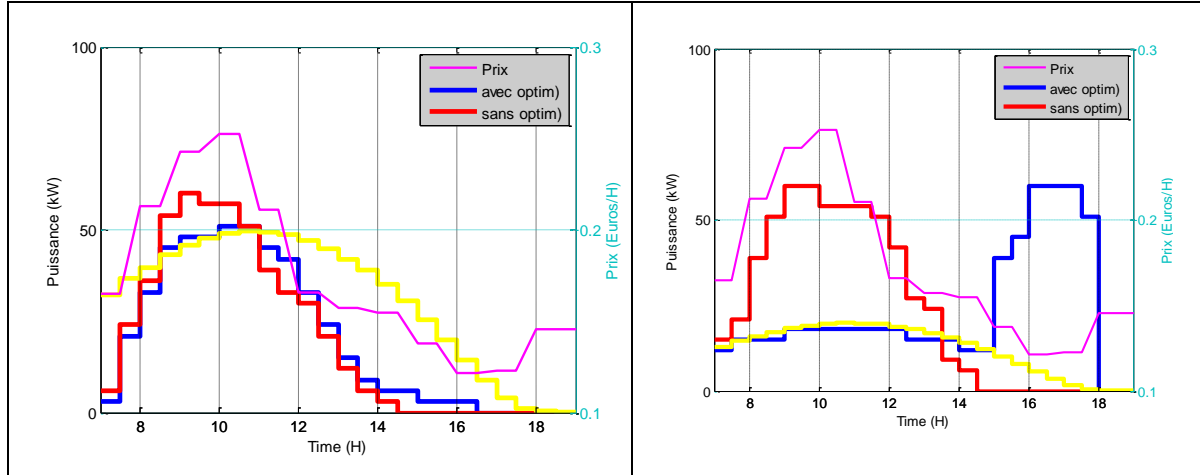 100
50
0
Puissance (kW)
0.3
0.2
0.1
Prix (Euros/H)
Prix
avec optim)
sans optim)
8 10 12 14 16 18
Time (H)
100
50
0
Puissance (kW)
0.3
0.2
0.1
Prix (Euros/H)
Prix
avec optim)
sans optim)
8 10 12 14 16 18
Time (H)